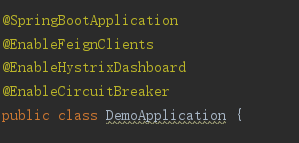 @SpringBootApplication
@EnableFeignClients
@EnableHystrixDashboard
@EnableCircuitBreaker
public class DemoApplication {